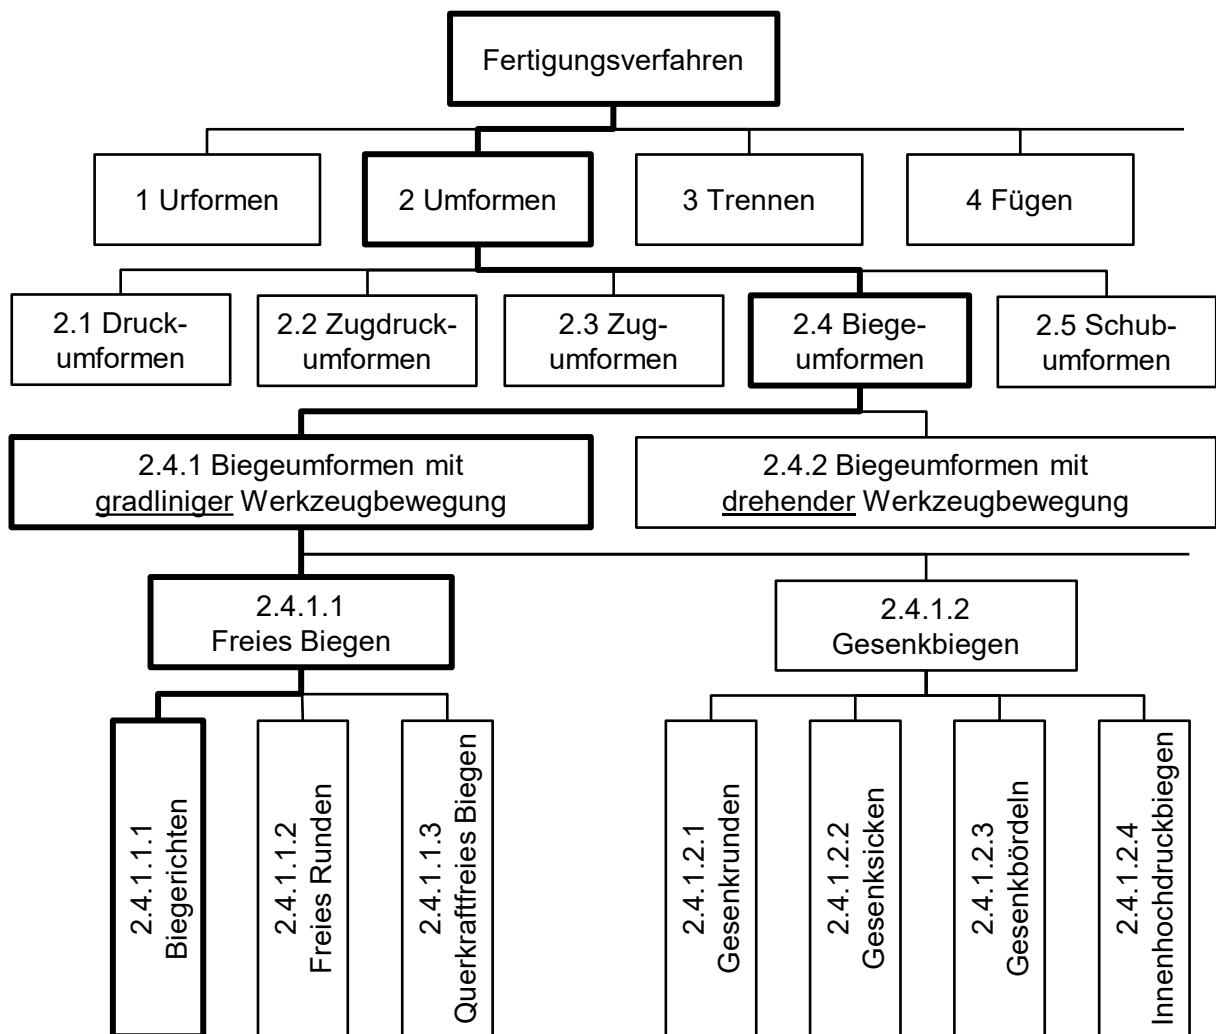 Fertigungsverfahren
1 Urformen
2 Umformen
3 Trennen
4 Fügen
2.1 Druck-
umformen
2.2 Zugdruck-
umformen
2.3 Zug-
umformen
2.4 Biege-
umformen
2.5 Schub-
umformen
2.4.1 Biegeumformen mit
gradliniger Werkzeugbewegung
2.4.2 Biegeumformen mit
drehender Werkzeugbewegung
2.4.1.1
Freies Biegen
2.4.1.2
Gesenkbiegen
2.4.1.1.1
Biegerichten
2.4.1.1.2
Freies Runden
2.4.1.1.3
Querkraftfreies Biegen
2.4.1.2.1
Gesenkrunden
2.4.1.2.2
Gesenksicken
2.4.1.2.3
Gesenkbördeln
2.4.1.2.4
Innenhochdruckbiegen